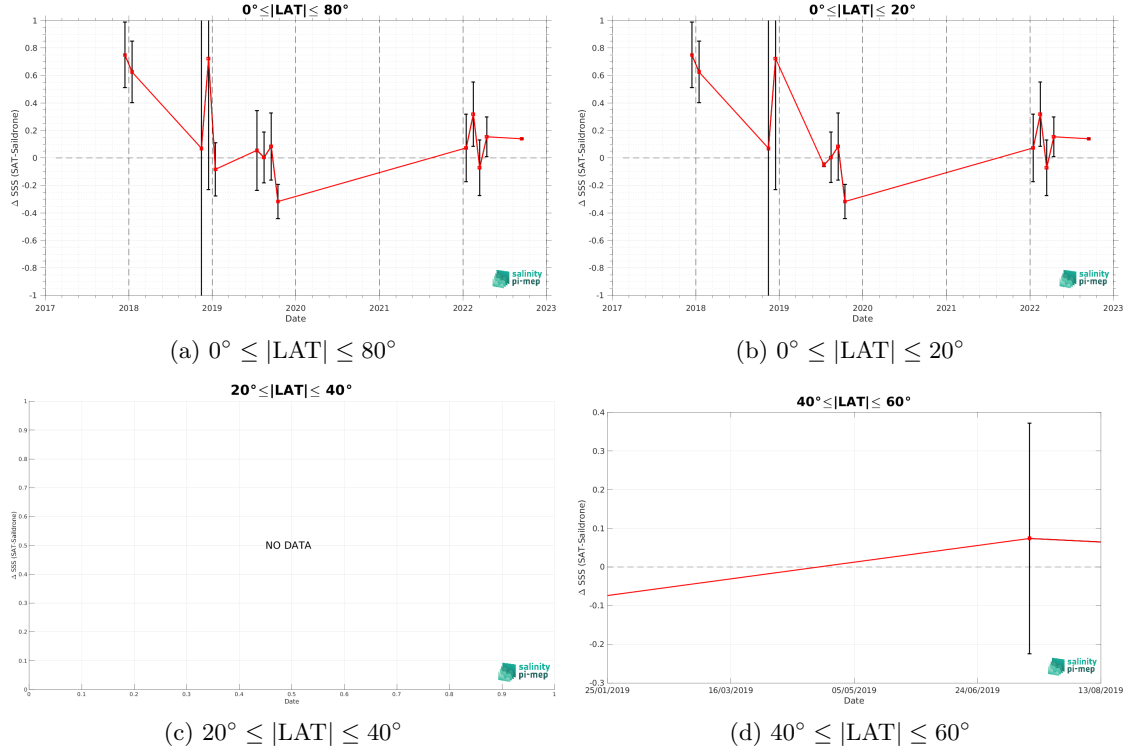 0°≤|LAT|≤ 80°
1
0.8
0.6
0.4
0.2
0
-0.2
-0.4
-0.6
-0.8
-1
Δ SSS (SAT-Saildrone)
2017 2018 2019 2020 2021 2022 2023
Date
salinity
pi-mep
(a) 0° ≤ |LAT| ≤ 80°
0°≤|LAT|≤ 20°
1
0.8
0.6
0.4
0.2
0
-0.2
-0.4
-0.6
-0.8
-1
Δ SSS (SAT-Saildrone)
2017 2018 2019 2020 2021 2022 2023
Date
salinity
pi-mep
(b) 0° ≤ |LAT| ≤ 20°
20°≤|LAT|≤ 40°
1
0.9
0.8
0.7
0.6
0.5
0.4
0.3
0.2
0.1
0
Δ SSS (SAT-Saildrone)
NO DATA
0 0.1 0.2 0.3 0.4 0.5 0.6 0.7 0.8 0.9 1
Date
salinity
pi-mep
(c) 20° ≤ |LAT| ≤ 40°
40°≤|LAT|≤ 60°
0.4
0.3
0.2
0.1
0
-0.1
-0.2
-0.3
Δ SSS (SAT-Saildrone)
25/01/2019 16/03/2019 05/05/2019 24/06/2019 13/08/2019
Date
salinity
pi-mep
(d) 40° ≤ |LAT| ≤ 60°